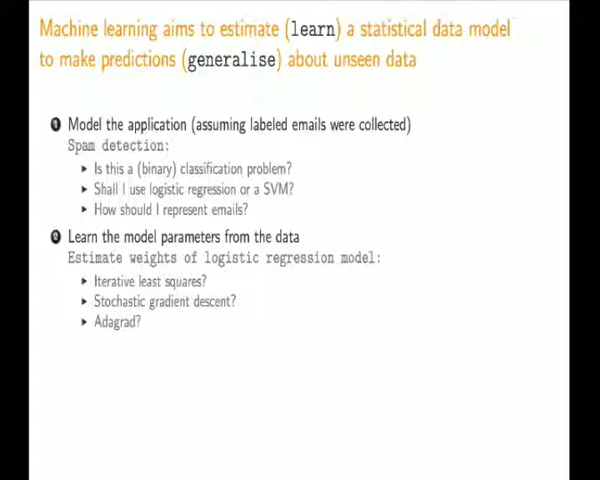 Machine learning aims to estimate (learn) a statistical data model
to make predictions (generalise) about unseen data
1 Model the application (assuming labeled emails were collected)
Spam detection:
▶ Is this a (binary) classification problem?
▶ Shall I use logistic regression or a SVM?
▶ How should I represent emails?
2 Learn the model parameters from the data
Estimate weights of logistic regression model:
▶ Iterative least squares?
▶ Stochastic gradient descent?
▶ Adagrad?